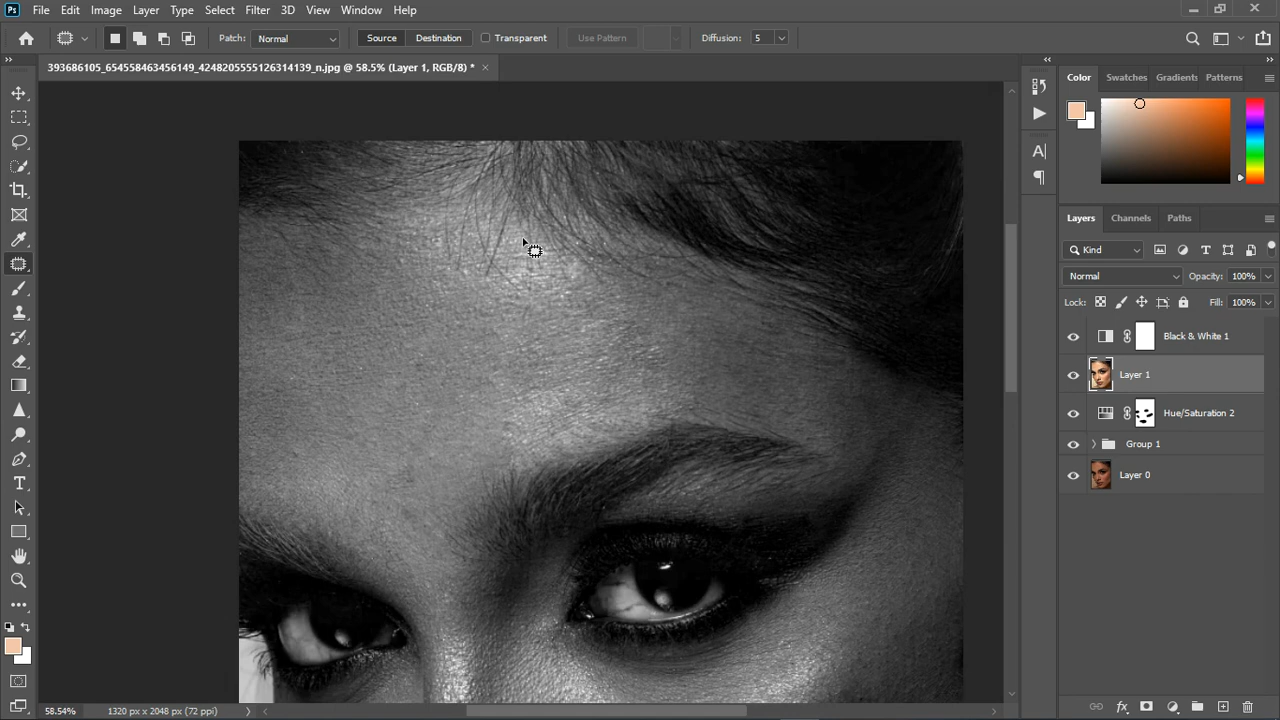 Ps File Edit Image Layer Type Select Filter 3D View Window Help
Patch: Normal Source Destination Transparent Use Pattern Diffusion: 5
393686105_654558463456149_4248205555126314139_n.jpg @ 58.5% (Layer 1, RGB/8) *
Color Swatches Gradients Patterns
Layers Channels Paths
Kind
Normal Opacity: 100%
Lock: Fill: 100%
Black & White 1
Layer 1
Hue/Saturation 2
Group 1
Layer 0
58.54% 1320 px x 2048 px (72 ppi)